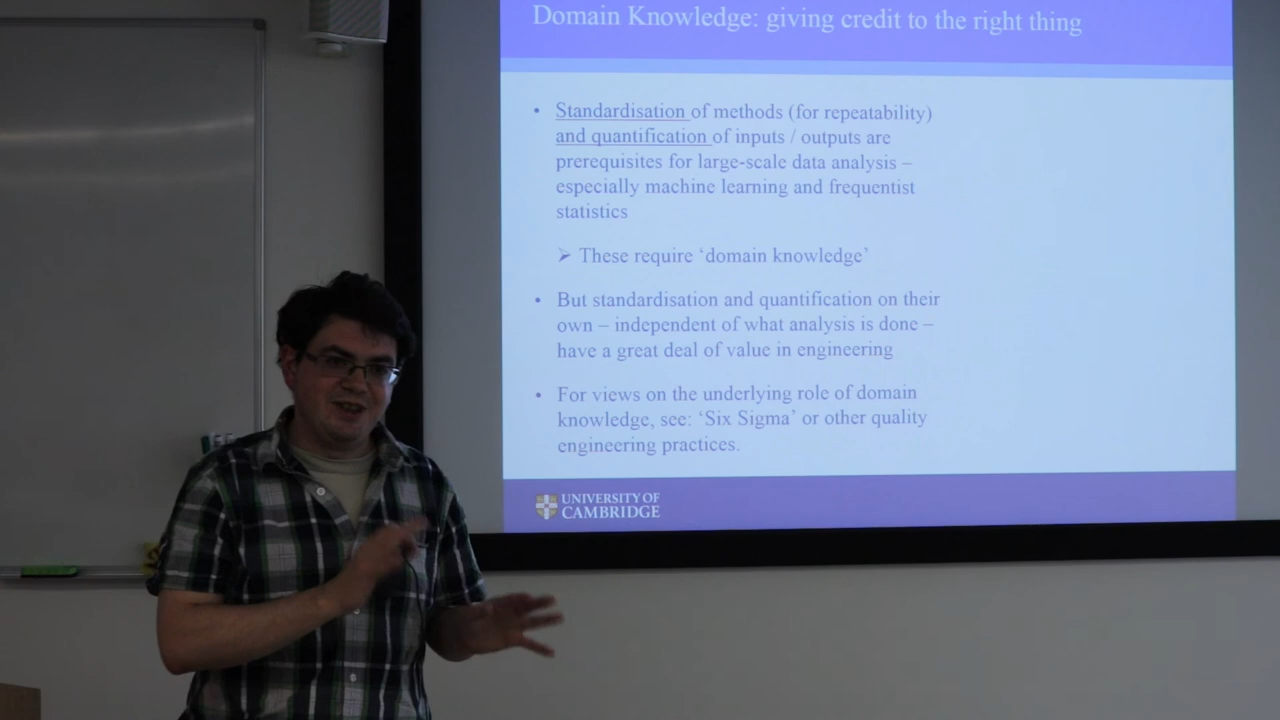 Domain Knowledge: giving credit to the right thing
• Standardisation of methods (for repeatability)
and quantification of inputs / outputs are
prerequisites for large-scale data analysis –
especially machine learning and frequentist
statistics
➢ These require ‘domain knowledge’
• But standardisation and quantification on their
own – independent of what analysis is done –
have a great deal of value in engineering
• For views on the underlying role of domain
knowledge, see: ‘Six Sigma’ or other quality
engineering practices.
UNIVERSITY OF
CAMBRIDGE